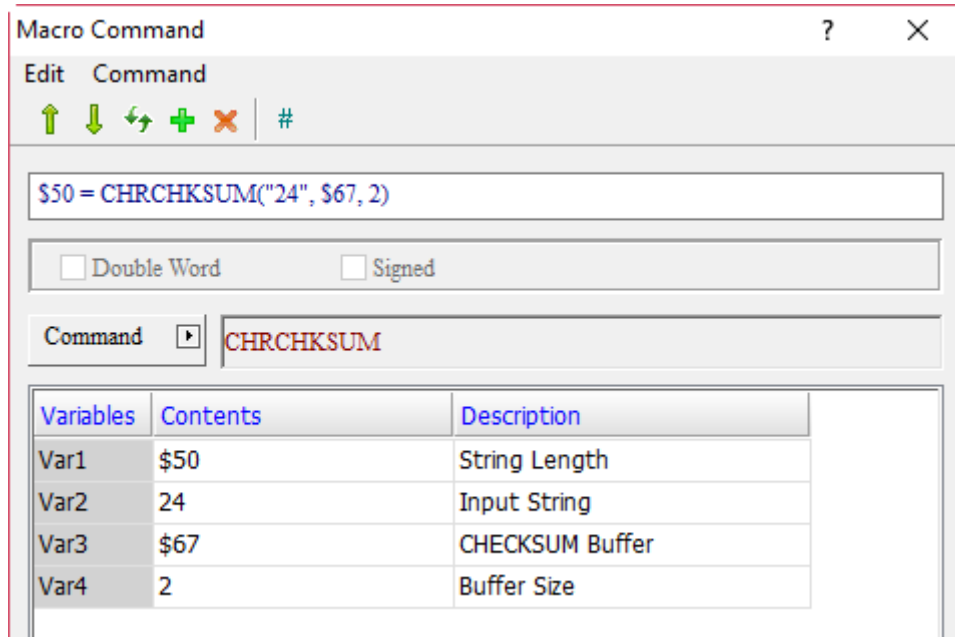 Macro Command ?
Edit Command
#
$50 = CHRCHKSUM("24", $67, 2)
Double Word Signed
Command CHRCHKSUM
Variables Contents Description
Var1 $50 String Length
Var2 24 Input String
Var3 $67 CHECKSUM Buffer
Var4 2 Buffer Size